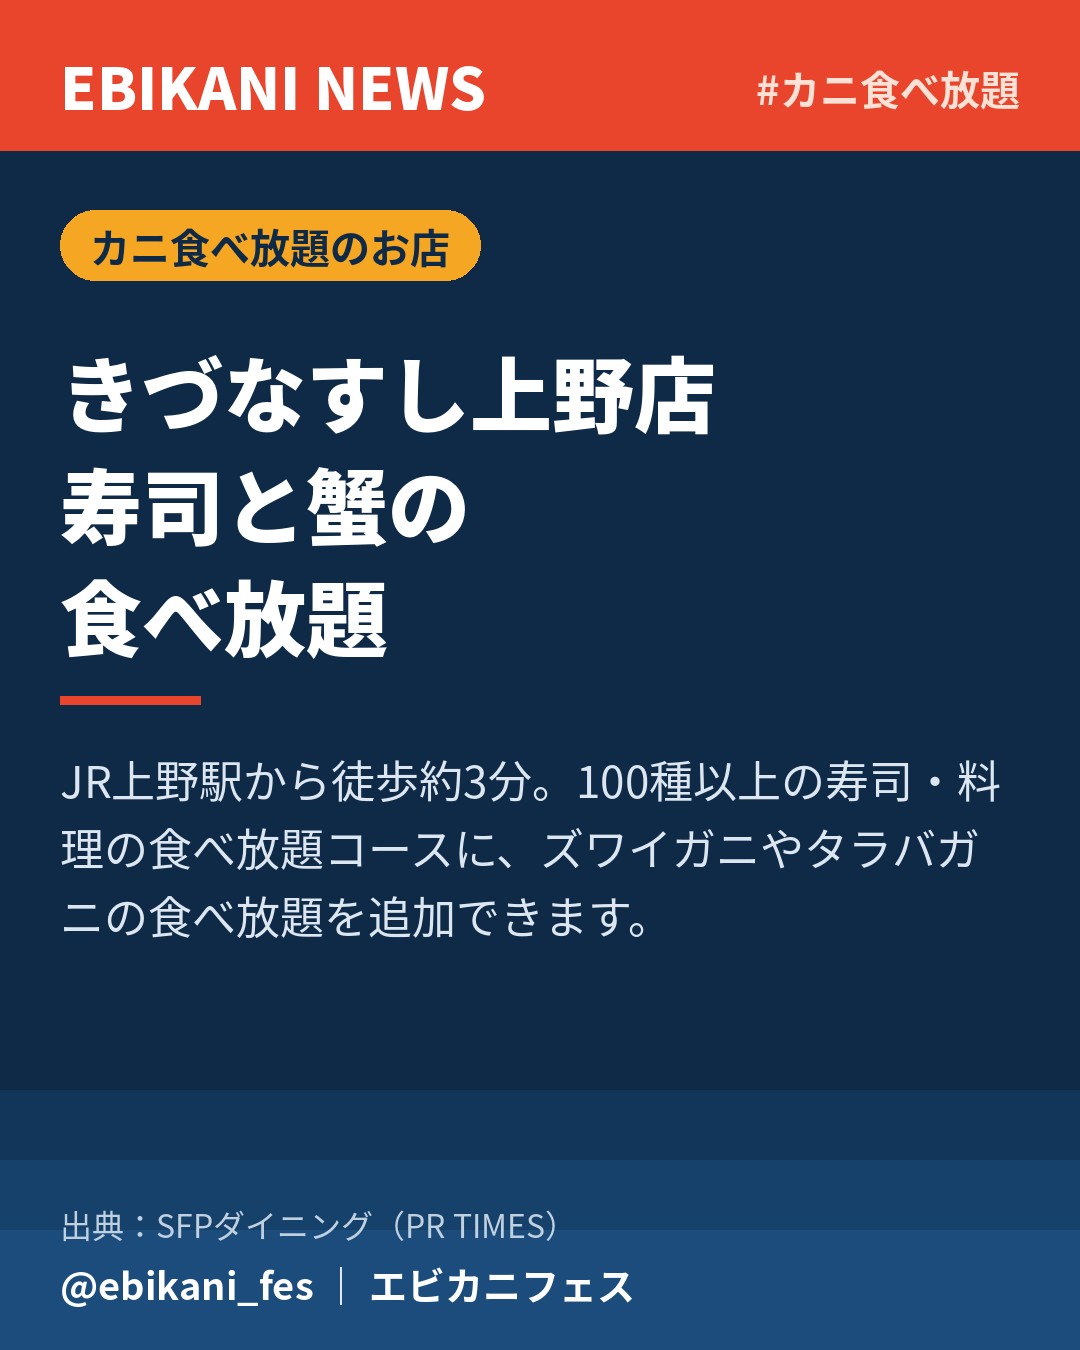 EBIKANI NEWS
#カニ食べ放題
カニ食べ放題のお店
きづなすし上野店
寿司と蟹の
食べ放題
JR上野駅から徒歩約3分。100種以上の寿司・料
理の食べ放題コースに、ズワイガニやタラバガ
ニの食べ放題を追加できます。
出典：SFPダイニング（PR TIMES）
@ebikani_fes ｜ エビカニフェス